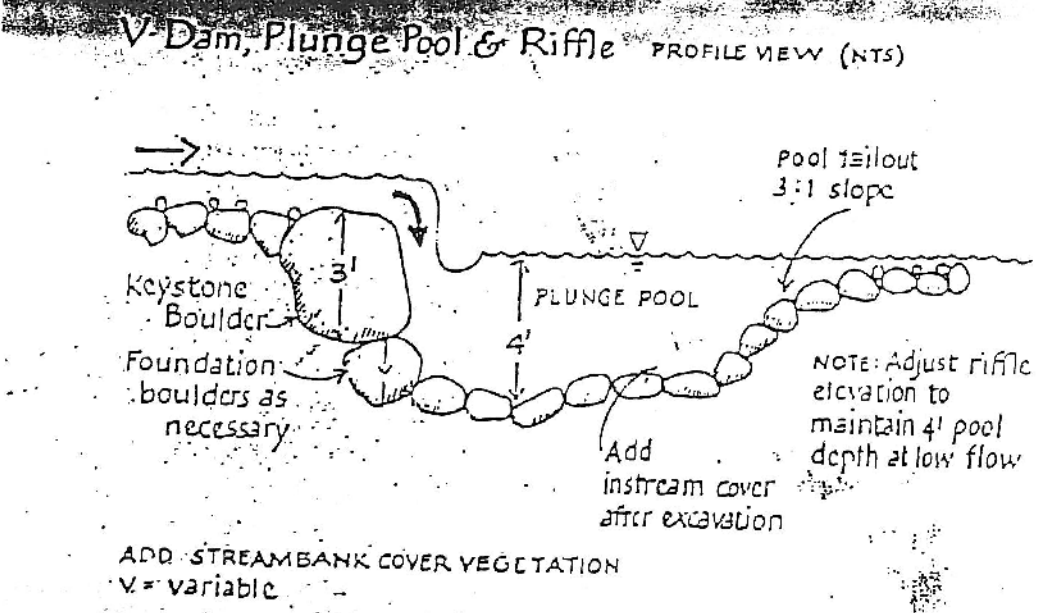 V-Dam, Plunge Pool & Riffle PROFILE VIEW (NTS)
Pool tailout
3:1 slope
3'
Keystone
Boulder
PLUNGE POOL
4'
Foundation
boulders as
necessary
NOTE: Adjust riffle
elevation to
maintain 4' pool
depth at low flow
Add
instream cover
after excavation
ADD STREAMBANK COVER VEGETATION
V = variable